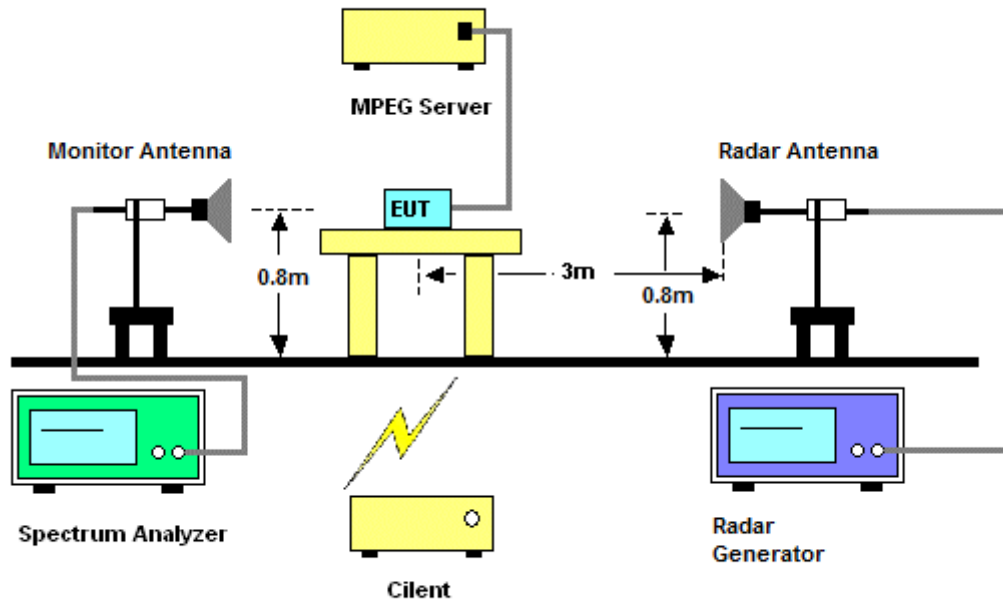 MPEG Server
Monitor Antenna
Radar Antenna
EUT
0.8m
3m
0.8m
Spectrum Analyzer
Radar
Generator
Cilent